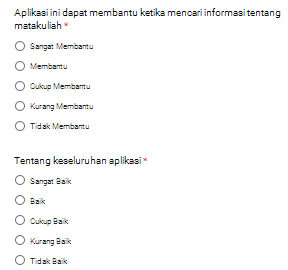 Aplikasi ini dapat membantu ketika mencari informasi tentang
matakuliah *
Sangat Membantu
Membantu
Cukup Membantu
Kurang Membantu
Tidak Membantu
Tentang keseluruhan aplikasi *
Sangat Baik
Baik
Cukup Baik
Kurang Baik
Tidak Baik